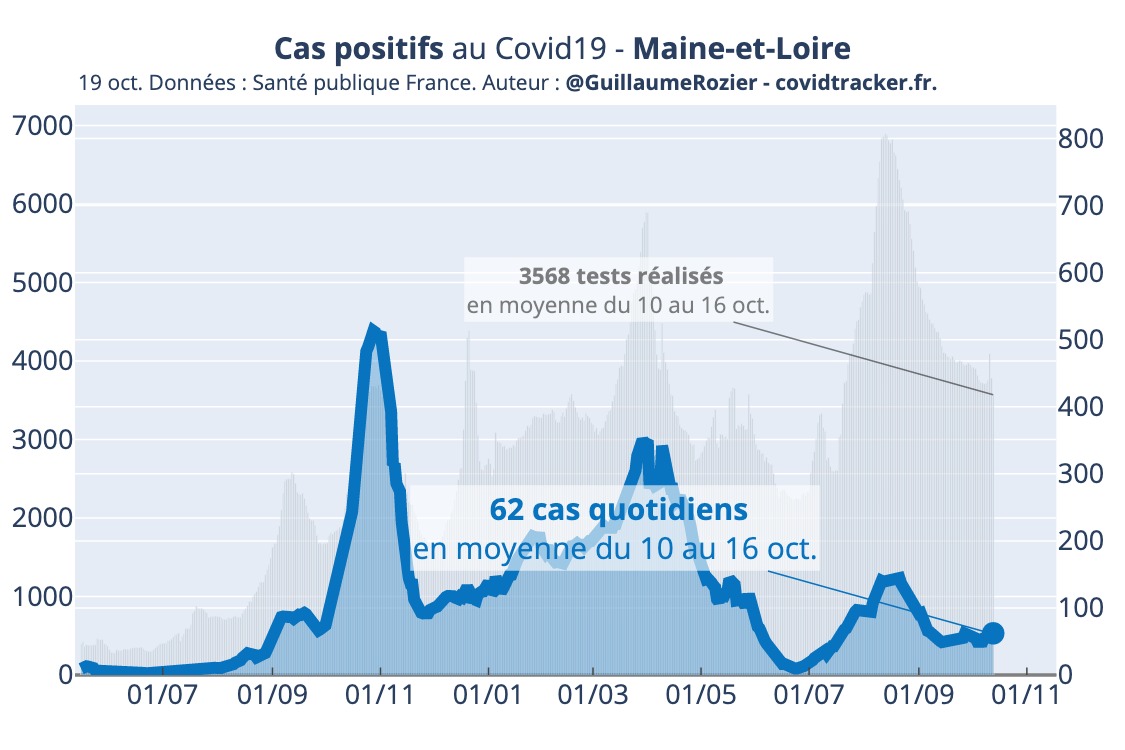 Cas positifs au Covid19 - Maine-et-Loire
19 oct. Données : Santé publique France. Auteur : @GuillaumeRozier - covidtracker.fr.
7000
6000
5000
4000
3000
2000
1000
0
800
700
600
500
400
300
200
100
0
3568 tests réalisés
en moyenne du 10 au 16 oct.
62 cas quotidiens
en moyenne du 10 au 16 oct.
01/07 01/09 01/11 01/01 01/03 01/05 01/07 01/09 01/11